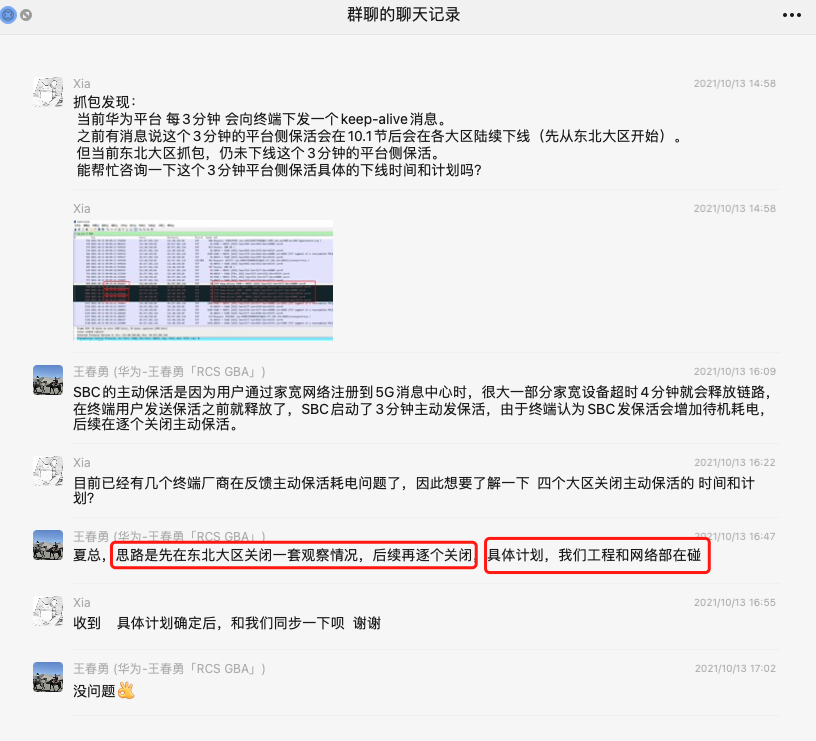 群聊的聊天记录
Xia
2021/10/13 14:58
抓包发现：
当前华为平台 每3分钟 会向终端下发一个keep-alive消息。
之前有消息说这个3分钟的平台侧保活会在10.1节后会在各大区陆续下线（先从东北大区开始）。
但当前东北大区抓包，仍未下线这个3分钟的平台侧保活。
能帮忙咨询一下这个3分钟平台侧保活具体的下线时间和计划吗?
Xia
2021/10/13 14:58
王春勇 (华为-王春勇「RCS GBA」)
2021/10/13 16:09
SBC的主动保活是因为用户通过家宽网络注册到5G消息中心时，很大一部分家宽设备超时4分钟就会释放链路，
在终端用户发送保活之前就释放了，SBC启动了3分钟主动发保活，由于终端认为SBC发保活会增加待机耗电，
后续在逐个关闭主动保活。
Xia
2021/10/13 16:22
目前已经有几个终端厂商在反馈主动保活耗电问题了，因此想要了解一下 四个大区关闭主动保活的 时间和计
划?
王春勇 (华为-王春勇「RCS GBA」)
2021/10/13 16:47
夏总，思路是先在东北大区关闭一套观察情况，后续再逐个关闭 具体计划，我们工程和网络部在碰
Xia
2021/10/13 16:55
收到 具体计划确定后，和我们同步一下呗 谢谢
王春勇 (华为-王春勇「RCS GBA」)
2021/10/13 17:02
没问题👌